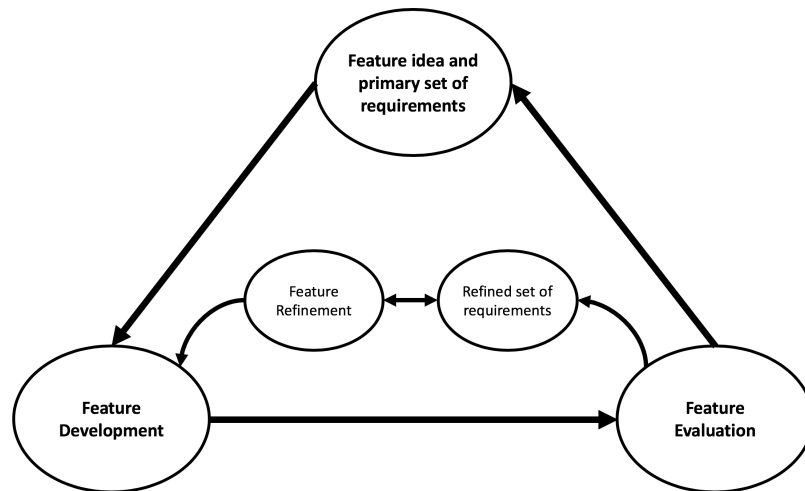 Feature idea and
primary set of
requirements
Feature
Refinement
Refined set of
requirements
Feature
Development
Feature
Evaluation